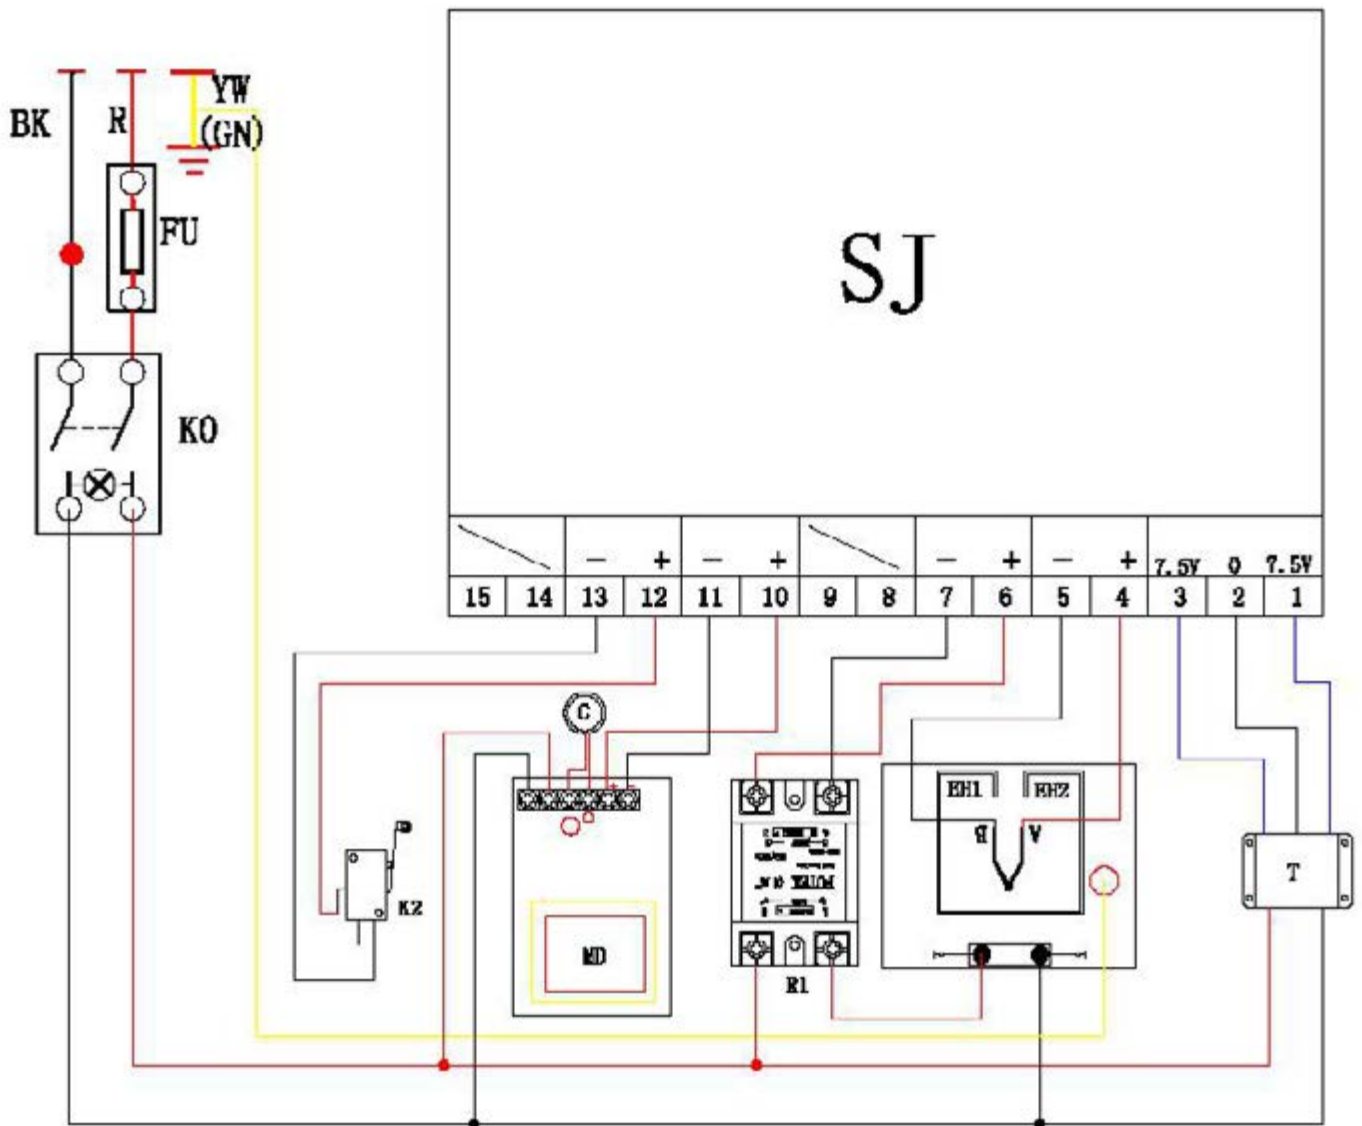 YW
BK
R
(GN)
FU
SJ
KO
− + − + − + − + 7.5V 0 7.5V
15 14 13 12 11 10 9 8 7 6 5 4 3 2 1
C
+ −
EH1 EH2
B A
T
K2
MD
R1